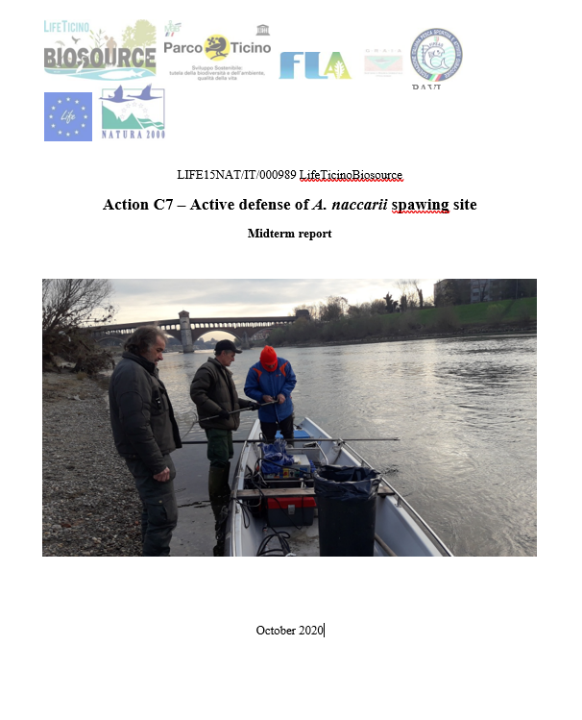 LIFETICINO
BIOSOURCE
Parco Ticino
Sviluppo Sostenibile:
tutela della biodiversità e dell'ambiente,
qualità della vita
FLA
Life
NATURA 2000
LIFE15NAT/IT/000989 LifeTicinoBiosource
Action C7 – Active defense of A. naccarii spawing site
Midterm report
October 2020